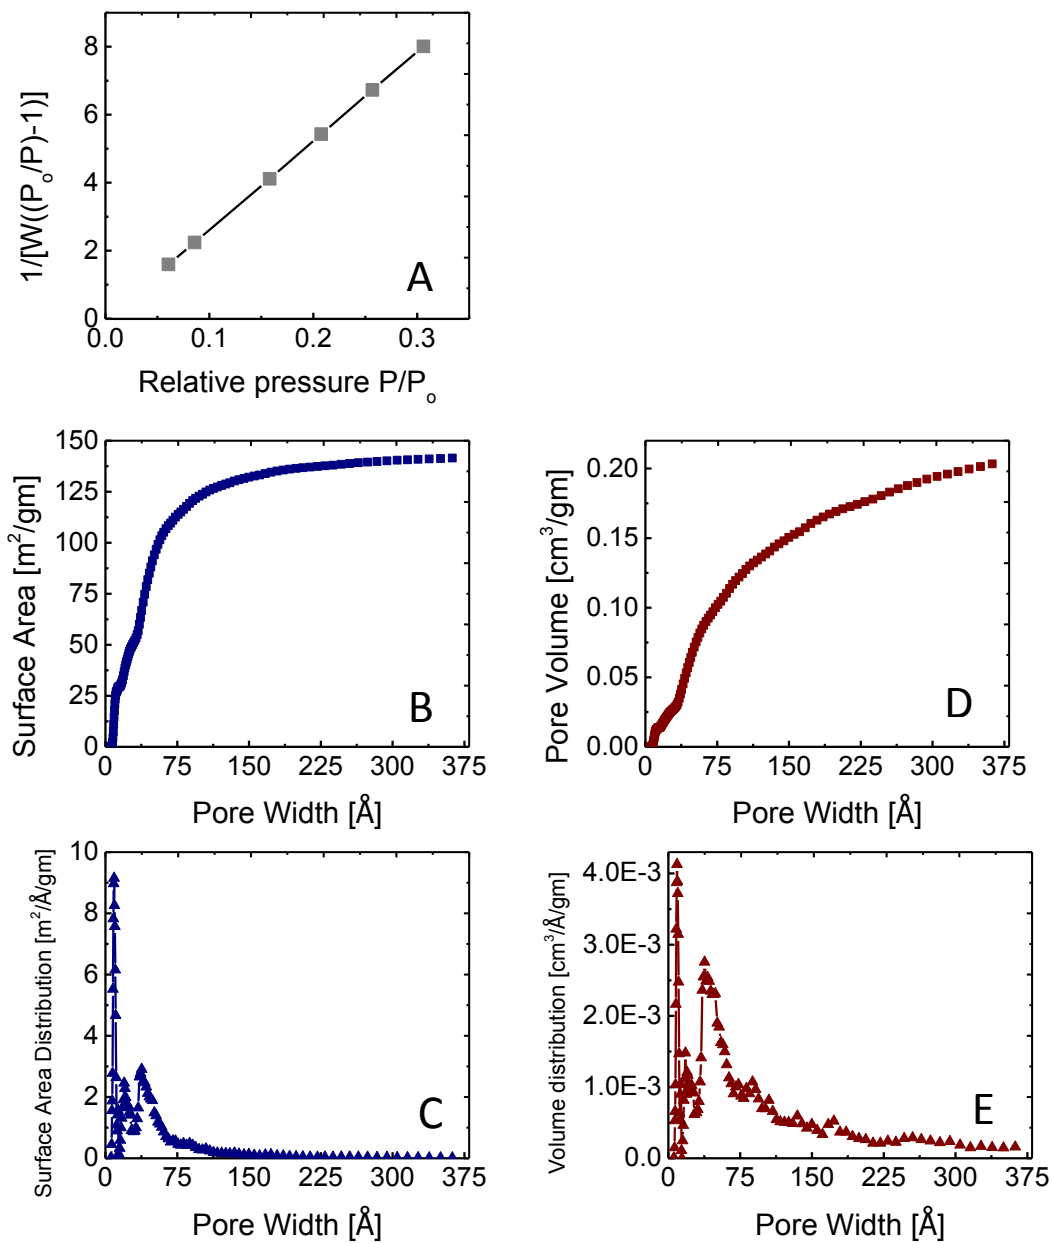 8
6
4
2
0
0.0 0.1 0.2 0.3
1/[W((Pₒ/P)-1)]
A
Relative pressure P/Pₒ
150
125
100
75
50
25
0
0 75 150 225 300 375
Surface Area [m²/gm]
B
Pore Width [Å]
0.20
0.15
0.10
0.05
0.00
0 75 150 225 300 375
Pore Volume [cm³/gm]
D
Pore Width [Å]
10
8
6
4
2
0
0 75 150 225 300 375
Surface Area Distribution [m²/Å/gm]
C
Pore Width [Å]
4.0E-3
3.0E-3
2.0E-3
1.0E-3
0.0
0 75 150 225 300 375
Volume distribution [cm³/Å/gm]
E
Pore Width [Å]